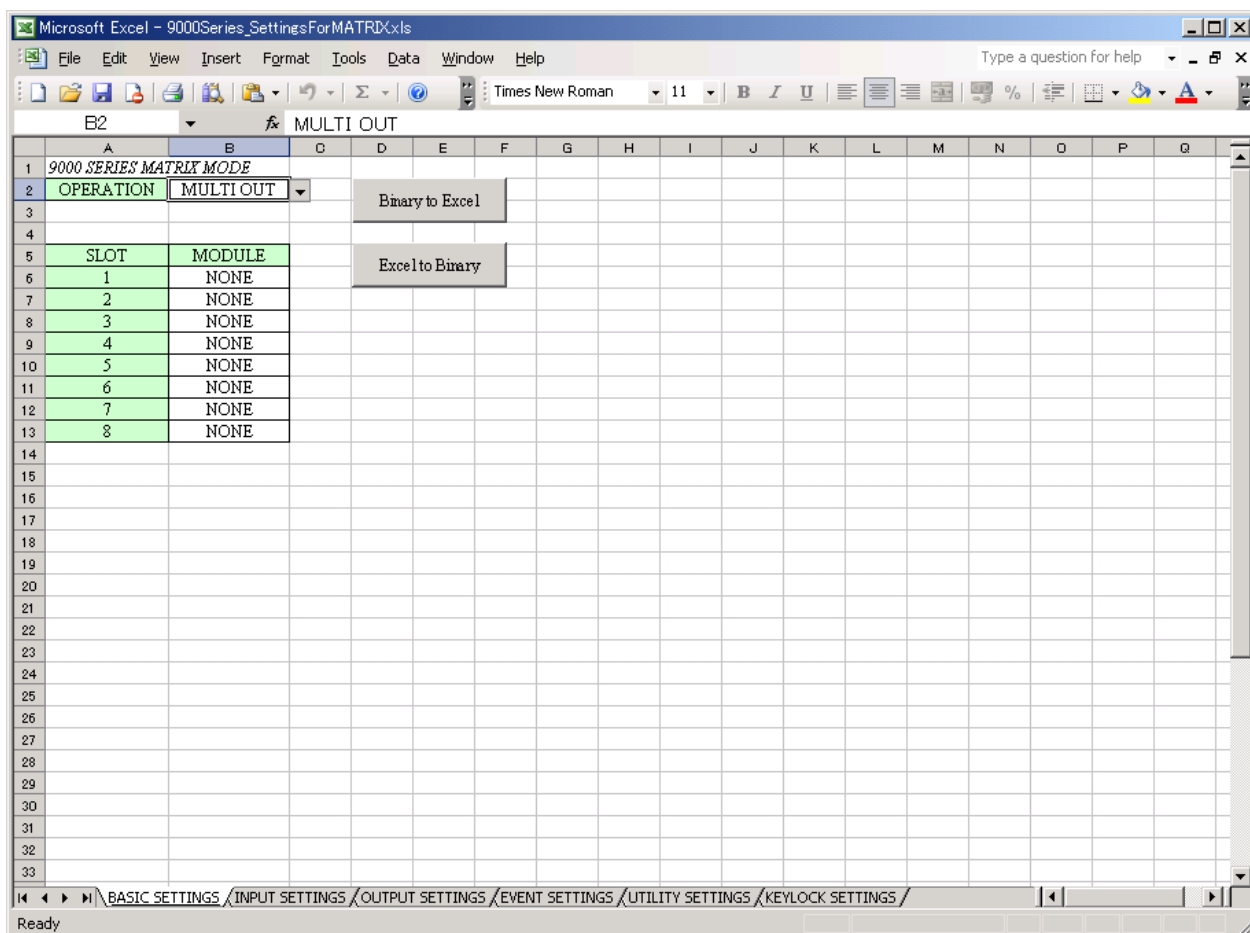 Microsoft Excel - 9000Series_SettingsForMATRIX.xls
File Edit View Insert Format Tools Data Window Help Type a question for help
Times New Roman 11 B I U
B2 fx MULTI OUT
A B C D E F G H I J K L M N O P Q
1 9000 SERIES MATRIX MODE
2 OPERATION MULTI OUT
Binary to Excel
3
4
5 SLOT MODULE
Excel to Binary
6 1 NONE
7 2 NONE
8 3 NONE
9 4 NONE
10 5 NONE
11 6 NONE
12 7 NONE
13 8 NONE
14
15
16
17
18
19
20
21
22
23
24
25
26
27
28
29
30
31
32
33
BASIC SETTINGS INPUT SETTINGS OUTPUT SETTINGS EVENT SETTINGS UTILITY SETTINGS KEYLOCK SETTINGS
Ready